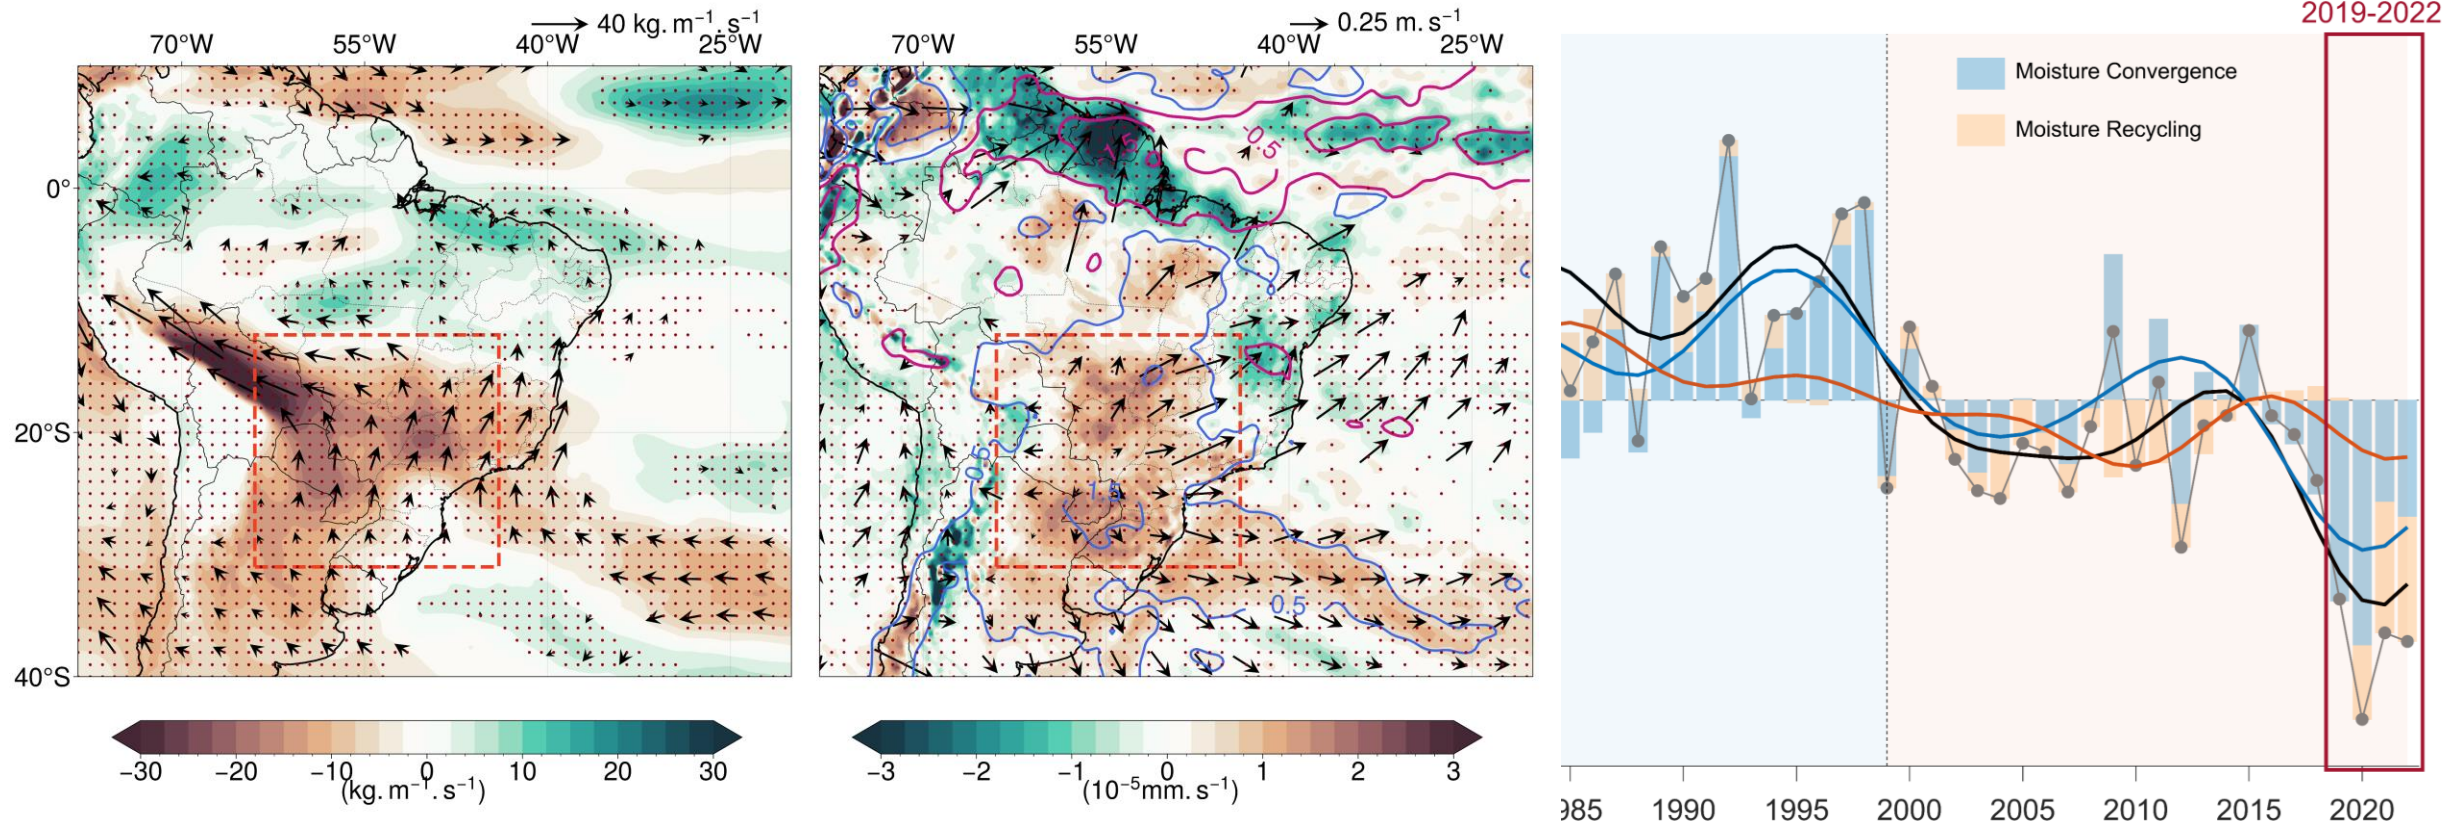 40 kg.m⁻¹.s⁻¹
70°W 55°W 40°W 25°W
0°
20°S
40°S
−30 −20 −10 0 10 20 30
(kg.m⁻¹.s⁻¹)
0.25 m.s⁻¹
70°W 55°W 40°W 25°W
-1.5
-0.5
0.5
1.5
0.5
−3 −2 −1 0 1 2 3
(10⁻⁵mm.s⁻¹)
2019-2022
Moisture Convergence
Moisture Recycling
985 1990 1995 2000 2005 2010 2015 2020